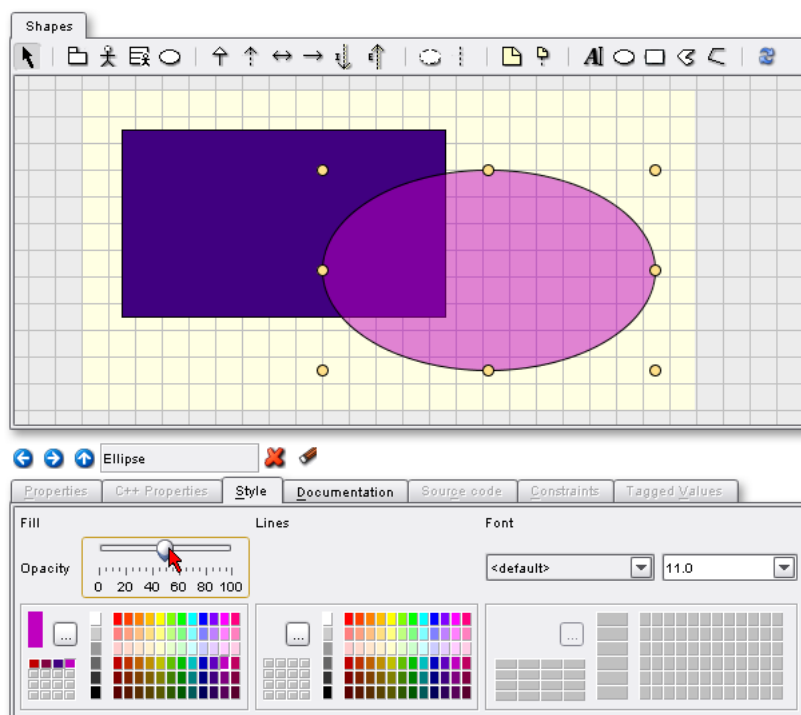 Shapes
A
Ellipse
Properties C++ Properties Style Documentation Source code Constraints Tagged Values
Fill Lines Font
Opacity <default> 11.0
0 20 40 60 80 100
... ... ...